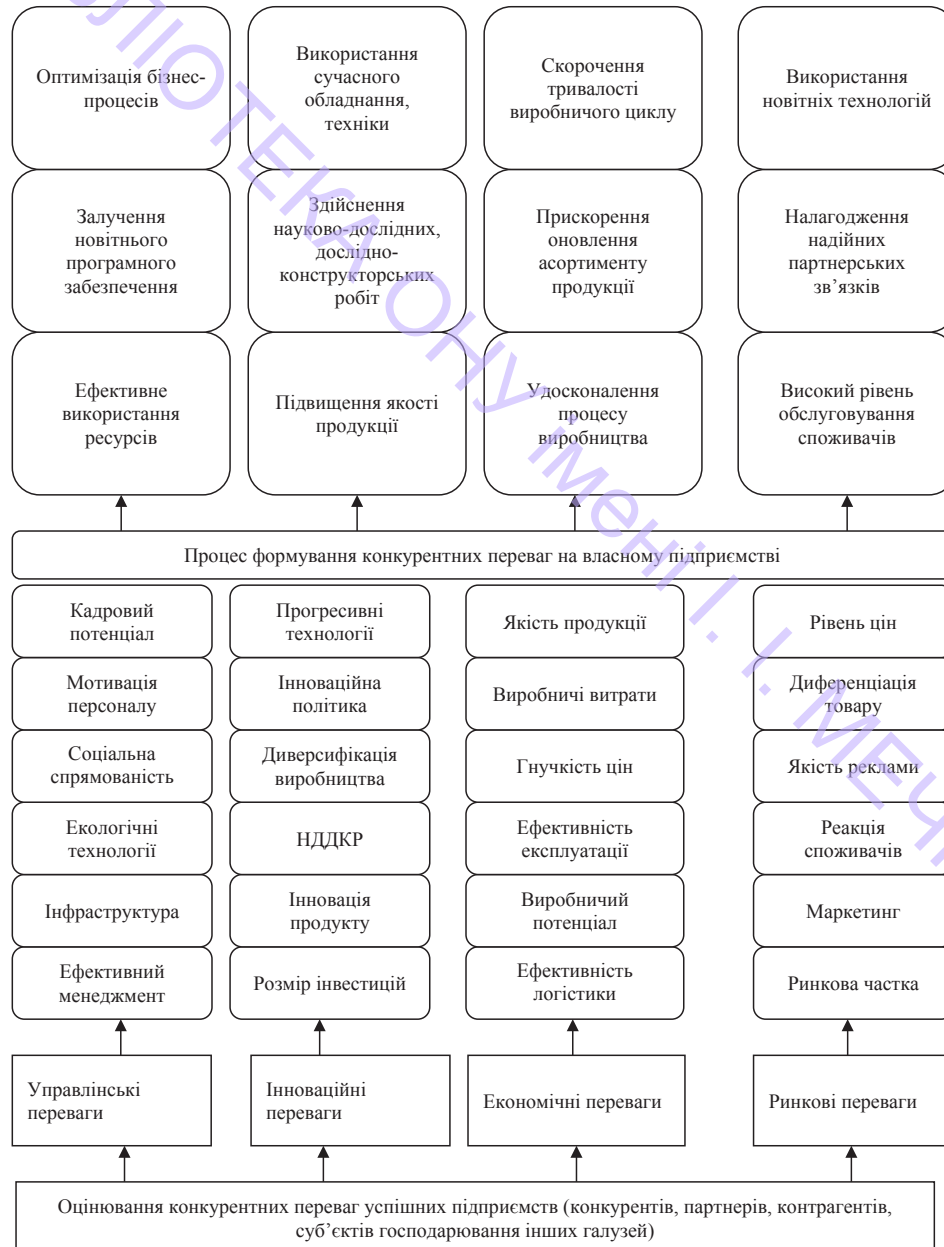 Оптимізація бізнес-
процесів
Використання
сучасного
обладнання,
техніки
Скорочення
тривалості
виробничого циклу
Використання
новітніх технологій
Залучення
новітнього
програмного
забезпечення
Здійснення
науково-дослідних,
дослідно-
конструкторських
робіт
Прискорення
оновлення
асортименту
продукції
Налагодження
надійних
партнерських
зв’язків
Ефективне
використання
ресурсів
Підвищення якості
продукції
Удосконалення
процесу
виробництва
Високий рівень
обслуговування
споживачів
Процес формування конкурентних переваг на власному підприємстві
Кадровий
потенціал
Прогресивні
технології
Якість продукції
Рівень цін
Мотивація
персоналу
Інноваційна
політика
Виробничі витрати
Диференціація
товару
Соціальна
спрямованість
Диверсифікація
виробництва
Гнучкість цін
Якість реклами
Екологічні
технології
НДДКР
Ефективність
експлуатації
Реакція
споживачів
Інфраструктура
Інновація
продукту
Виробничий
потенціал
Маркетинг
Ефективний
менеджмент
Розмір інвестицій
Ефективність
логістики
Ринкова частка
Управлінські
переваги
Інноваційні
переваги
Економічні переваги
Ринкові переваги
Оцінювання конкурентних переваг успішних підприємств (конкурентів, партнерів, контрагентів,
суб’єктів господарювання інших галузей)
ОНУ імені І. І.